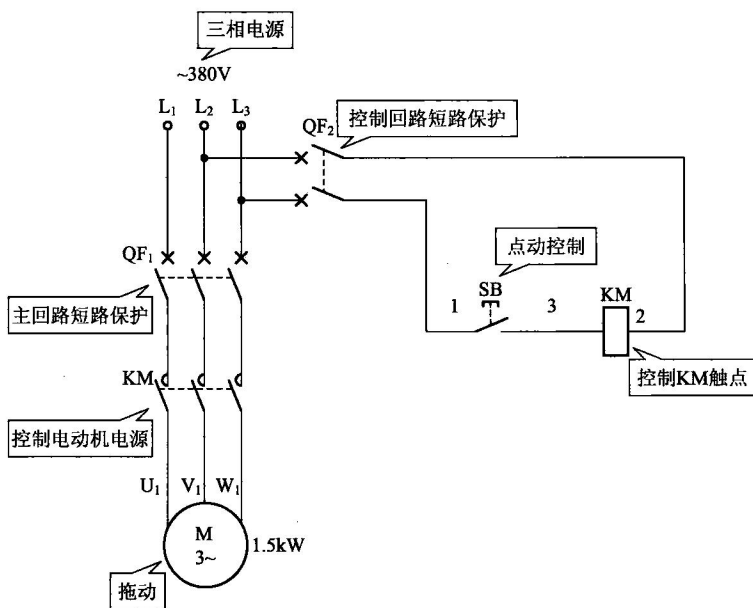 三相电源
~380V
L₁ L₂ L₃
QF₂
控制回路短路保护
QF₁
主回路短路保护
点动控制
SB
1 3
KM
2
控制KM触点
KM
控制电动机电源
U₁ V₁ W₁
M
3~
1.5kW
拖动